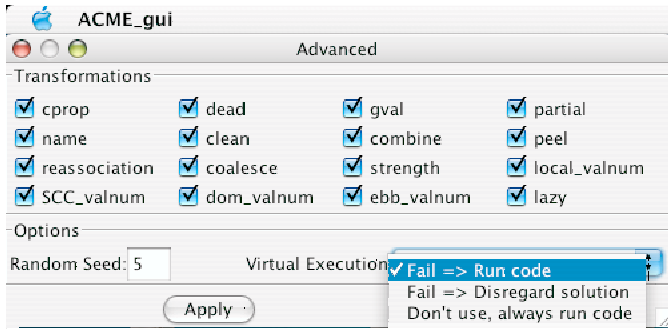 ACME_gui
Advanced
Transformations
cprop dead gval partial
name clean combine peel
reassociation coalesce strength local_valnum
SCC_valnum dom_valnum ebb_valnum lazy
Options
Random Seed: 5 Virtual Execution Fail => Run code
Fail => Disregard solution
Apply Don't use, always run code